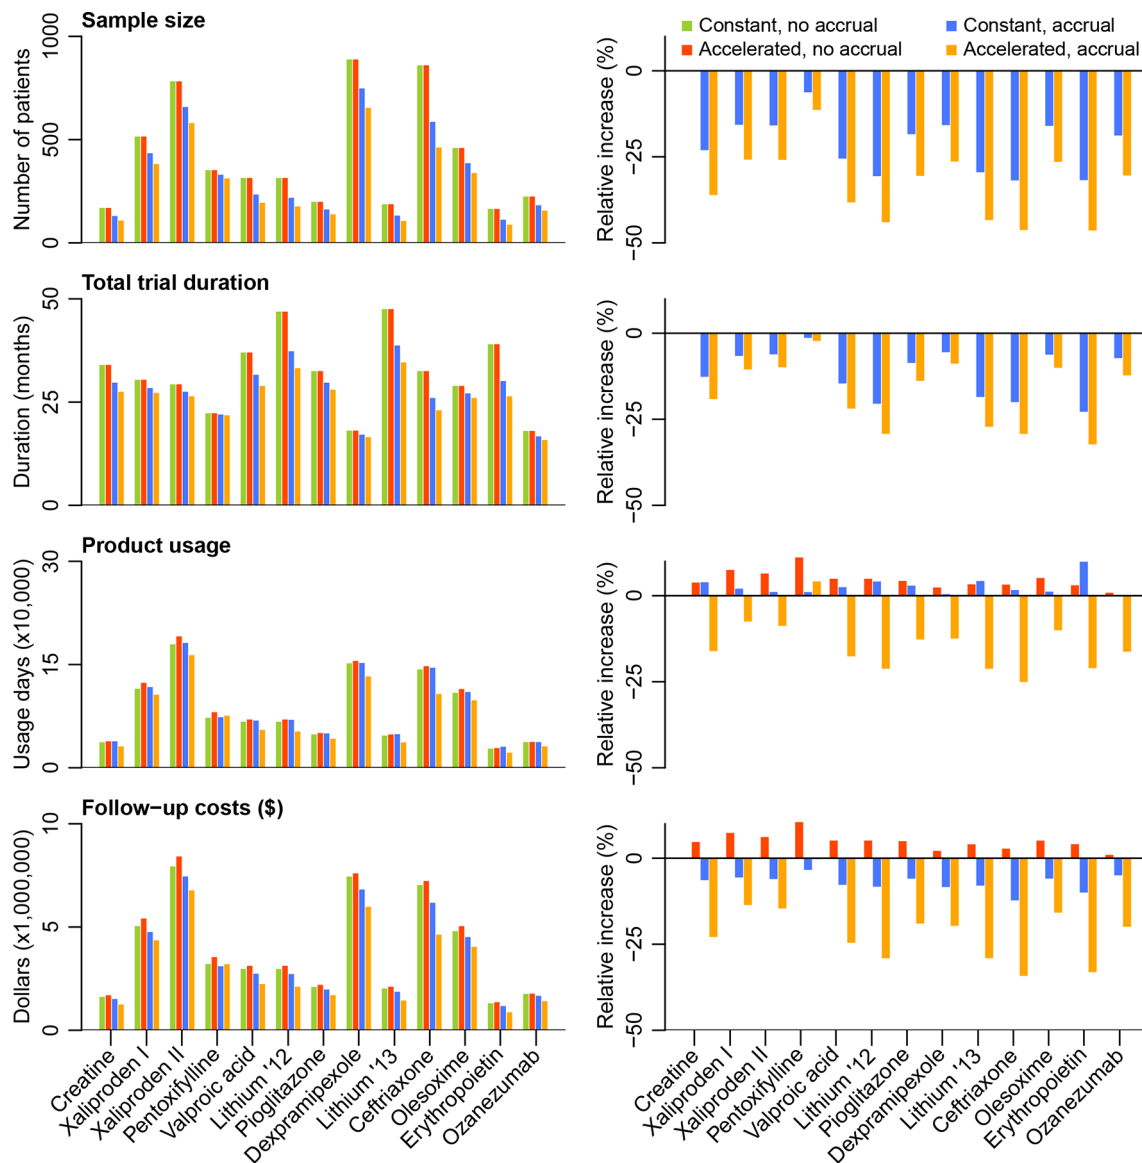 Sample size
Constant, no accrual
Constant, accrual
Accelerated, no accrual
Accelerated, accrual
Number of patients
1000
500
0
Relative increase (%)
0
−25
−50
Total trial duration
Duration (months)
50
25
0
Relative increase (%)
0
−25
−50
Product usage
Usage days (x10,000)
30
15
0
Relative increase (%)
0
−25
−50
Follow−up costs ($)
Dollars (x1,000,000)
10
5
0
Relative increase (%)
0
−25
−50
Creatine
Xaliproden I
Xaliproden II
Pentoxifylline
Valproic acid
Lithium '12
Pioglitazone
Dexpramipexole
Lithium '13
Ceftriaxone
Olesoxime
Erythropoietin
Ozanezumab
Creatine
Xaliproden I
Xaliproden II
Pentoxifylline
Valproic acid
Lithium '12
Pioglitazone
Dexpramipexole
Lithium '13
Ceftriaxone
Olesoxime
Erythropoietin
Ozanezumab